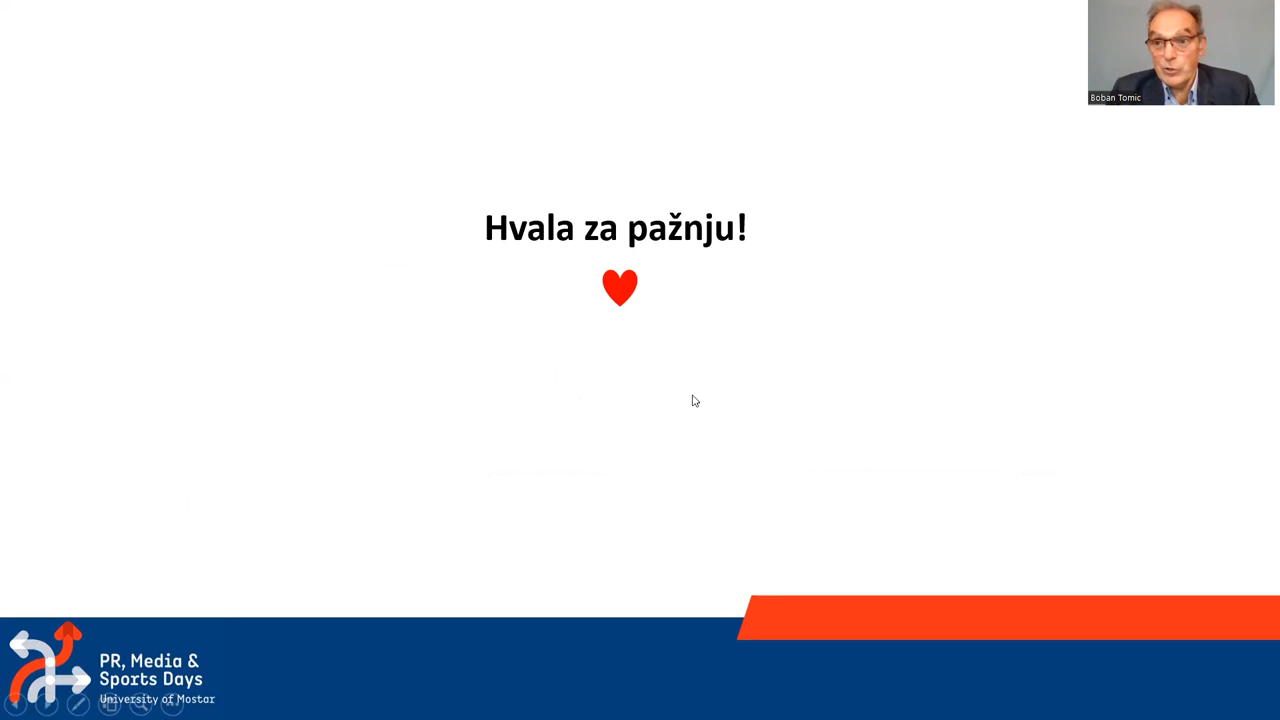 Boban Tomic
Hvala za pažnju!
PR, Media &
Sports Days
University of Mostar